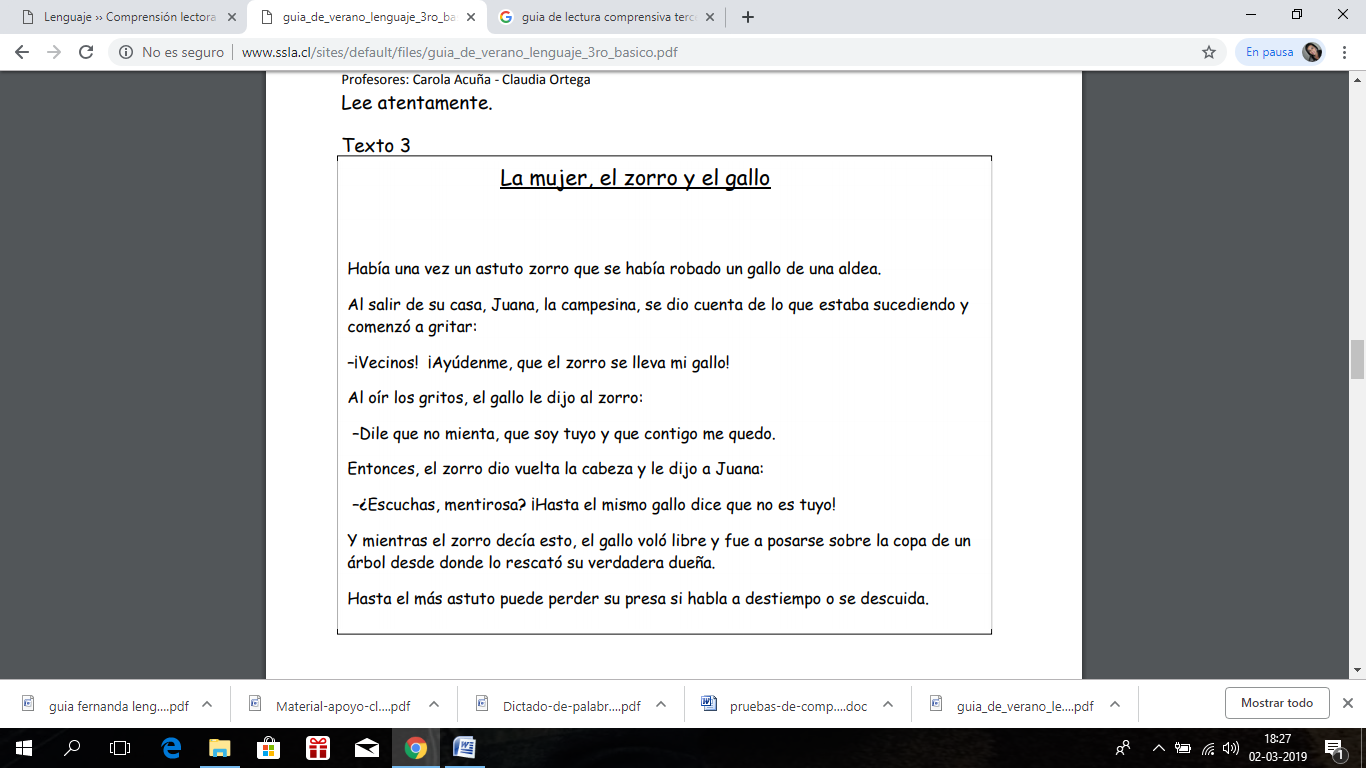 Lenguaje ›› Comprensión lectora
guia_de_verano_lenguaje_3ro_ba
guia de lectura comprensiva terc
No es seguro | www.ssla.cl/sites/default/files/guia_de_verano_lenguaje_3ro_basico.pdf
En pausa
Profesores: Carola Acuña - Claudia Ortega
Lee atentamente.
Texto 3
La mujer, el zorro y el gallo
Había una vez un astuto zorro que se había robado un gallo de una aldea.
Al salir de su casa, Juana, la campesina, se dio cuenta de lo que estaba sucediendo y
comenzó a gritar:
–¡Vecinos! ¡Ayúdenme, que el zorro se lleva mi gallo!
Al oír los gritos, el gallo le dijo al zorro:
–Dile que no mienta, que soy tuyo y que contigo me quedo.
Entonces, el zorro dio vuelta la cabeza y le dijo a Juana:
–¿Escuchas, mentirosa? ¡Hasta el mismo gallo dice que no es tuyo!
Y mientras el zorro decía esto, el gallo voló libre y fue a posarse sobre la copa de un
árbol desde donde lo rescató su verdadera dueña.
Hasta el más astuto puede perder su presa si habla a destiempo o se descuida.
guia fernanda leng....pdf
Material-apoyo-cl....pdf
Dictado-de-palabr....pdf
pruebas-de-comp....doc
guia_de_verano_le....pdf
Mostrar todo
18:27
02-03-2019
1